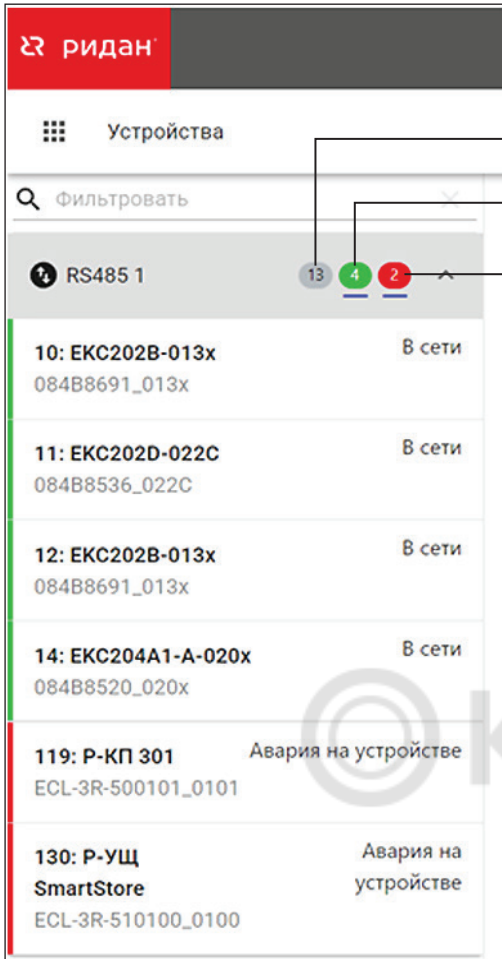 ридан
Устройства
Фильтровать
RS485 1 13 4 2
10: EKC202B-013x В сети
084B8691_013x
11: EKC202D-022C В сети
084B8536_022C
12: EKC202B-013x В сети
084B8691_013x
14: EKC204A1-A-020x В сети
084B8520_020x
119: Р-КП 301 Авария на устройстве
ECL-3R-500101_0101
130: Р-УЩ Авария на
SmartStore устройстве
ECL-3R-510100_0100